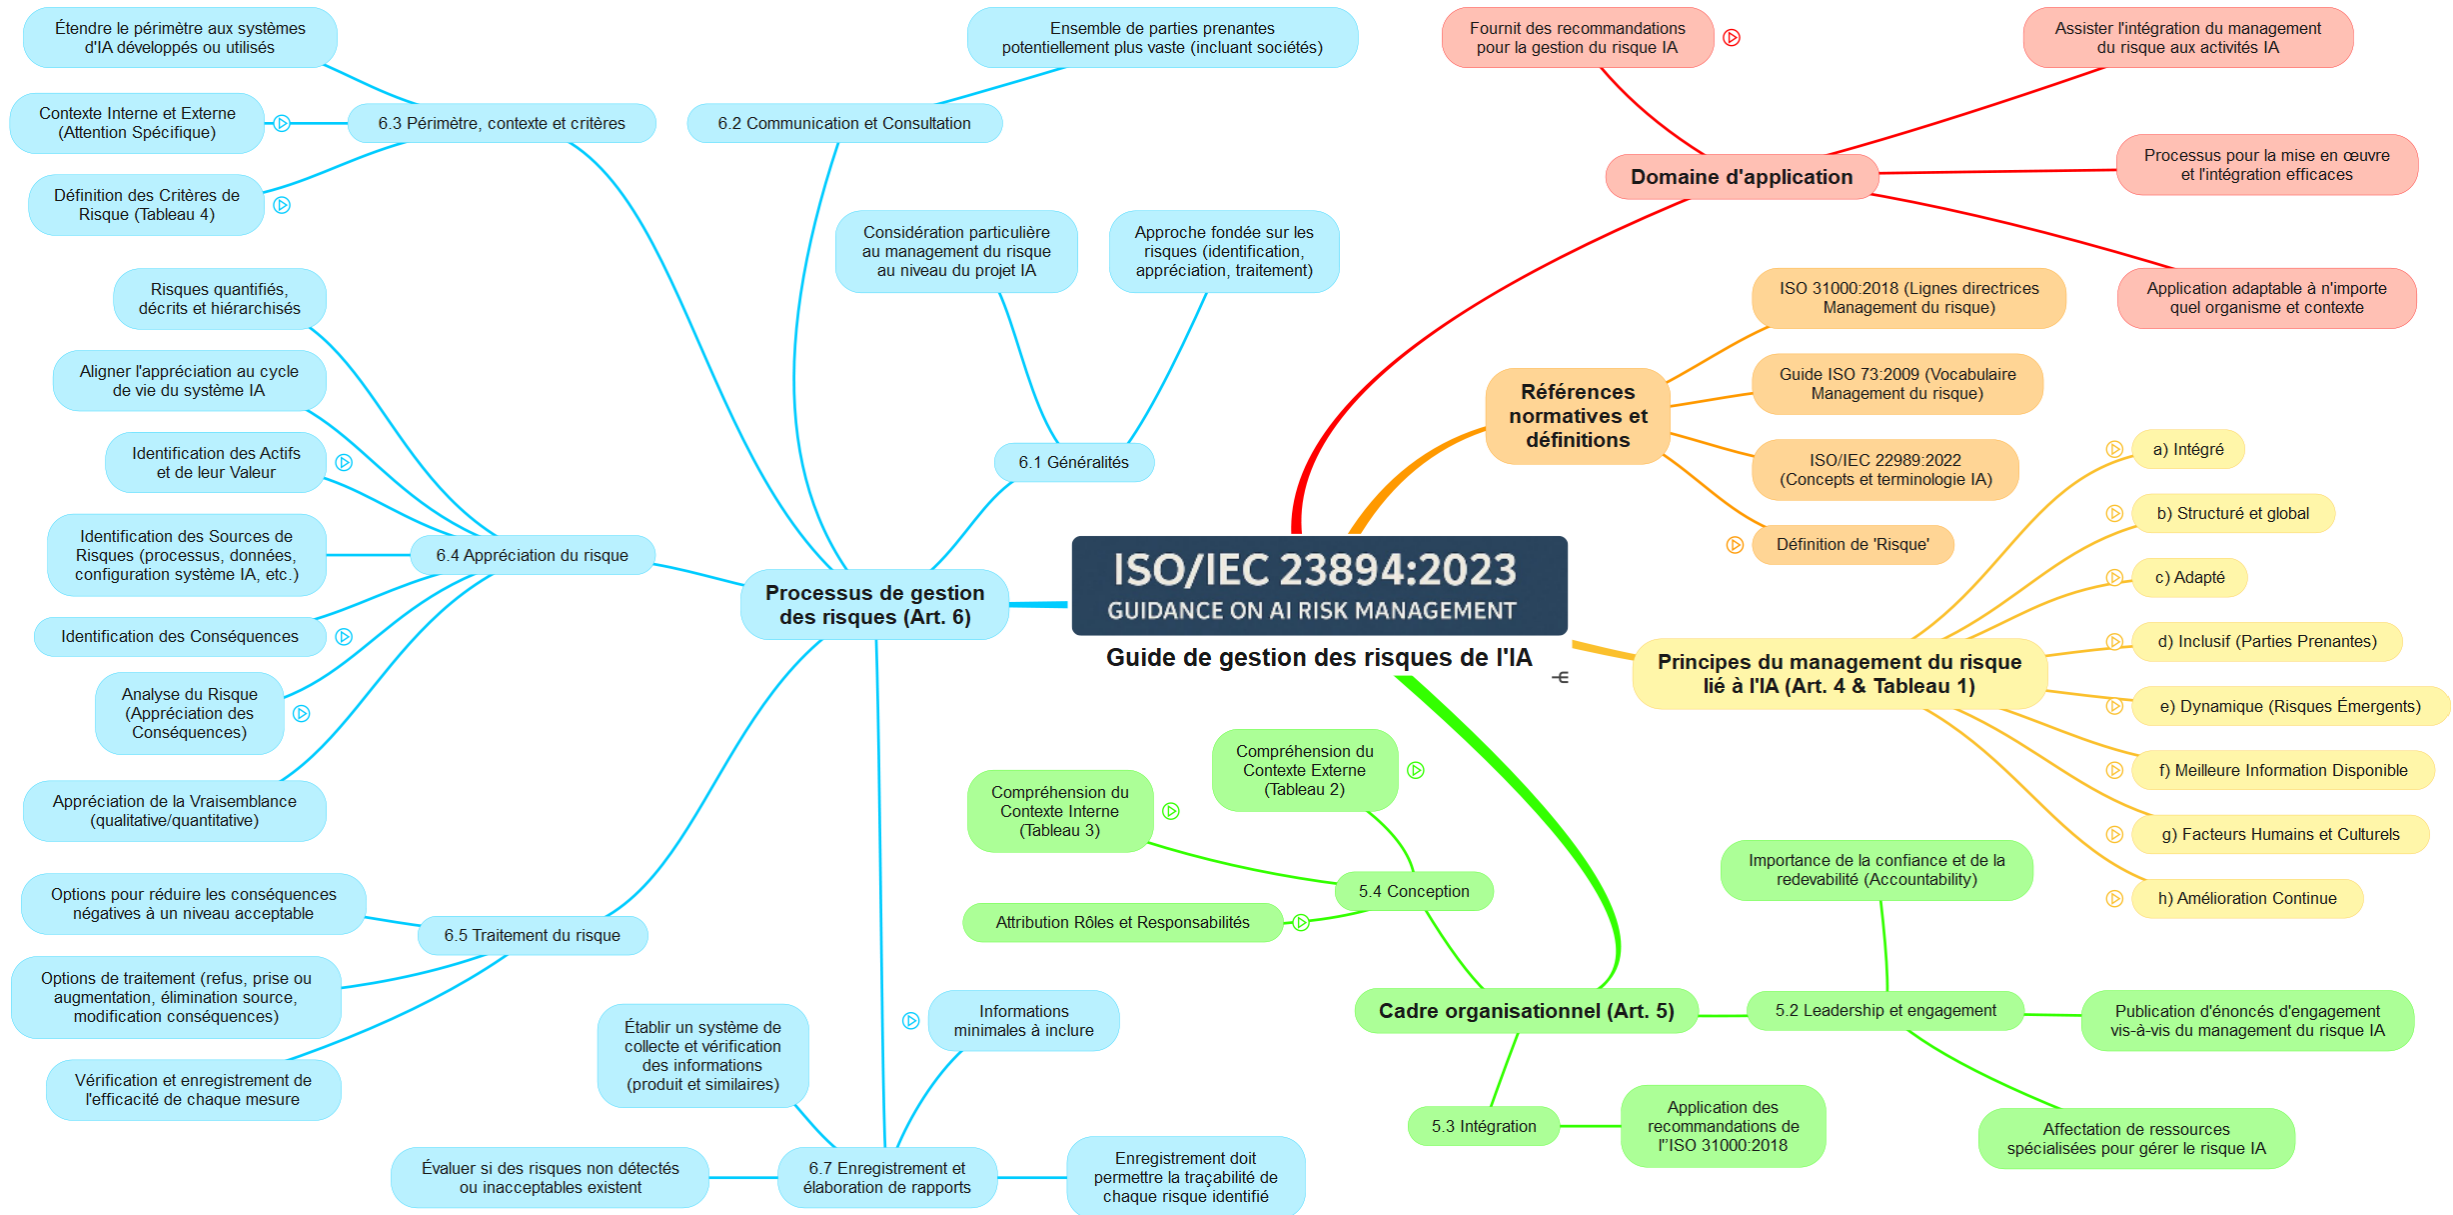 ISO/IEC 23894:2023
GUIDANCE ON AI RISK MANAGEMENT
Guide de gestion des risques de l'IA
Domaine d'application
Fournit des recommandations
pour la gestion du risque IA
Assister l'intégration du management
du risque aux activités IA
Processus pour la mise en œuvre
et l'intégration efficaces
Application adaptable à n'importe
quel organisme et contexte
Références
normatives et
définitions
ISO 31000:2018 (Lignes directrices
Management du risque)
Guide ISO 73:2009 (Vocabulaire
Management du risque)
ISO/IEC 22989:2022
(Concepts et terminologie IA)
Définition de 'Risque'
Principes du management du risque
lié à l'IA (Art. 4 & Tableau 1)
a) Intégré
b) Structuré et global
c) Adapté
d) Inclusif (Parties Prenantes)
e) Dynamique (Risques Émergents)
f) Meilleure Information Disponible
g) Facteurs Humains et Culturels
h) Amélioration Continue
Cadre organisationnel (Art. 5)
5.2 Leadership et engagement
Importance de la confiance et de la
redevabilité (Accountability)
Publication d'énoncés d'engagement
vis-à-vis du management du risque IA
Affectation de ressources
spécialisées pour gérer le risque IA
5.3 Intégration
Application des
recommandations de
l''ISO 31000:2018
5.4 Conception
Compréhension du
Contexte Externe
(Tableau 2)
Compréhension du
Contexte Interne
(Tableau 3)
Attribution Rôles et Responsabilités
Processus de gestion
des risques (Art. 6)
6.1 Généralités
Considération particulière
au management du risque
au niveau du projet IA
Approche fondée sur les
risques (identification,
appréciation, traitement)
6.2 Communication et Consultation
Ensemble de parties prenantes
potentiellement plus vaste (incluant sociétés)
6.3 Périmètre, contexte et critères
Étendre le périmètre aux systèmes
d'IA développés ou utilisés
Contexte Interne et Externe
(Attention Spécifique)
Définition des Critères de
Risque (Tableau 4)
6.4 Appréciation du risque
Risques quantifiés,
décrits et hiérarchisés
Aligner l'appréciation au cycle
de vie du système IA
Identification des Actifs
et de leur Valeur
Identification des Sources de
Risques (processus, données,
configuration système IA, etc.)
Identification des Conséquences
Analyse du Risque
(Appréciation des
Conséquences)
Appréciation de la Vraisemblance
(qualitative/quantitative)
6.5 Traitement du risque
Options pour réduire les conséquences
négatives à un niveau acceptable
Options de traitement (refus, prise ou
augmentation, élimination source,
modification conséquences)
Vérification et enregistrement de
l'efficacité de chaque mesure
6.7 Enregistrement et
élaboration de rapports
Établir un système de
collecte et vérification
des informations
(produit et similaires)
Informations
minimales à inclure
Évaluer si des risques non détectés
ou inacceptables existent
Enregistrement doit
permettre la traçabilité de
chaque risque identifié